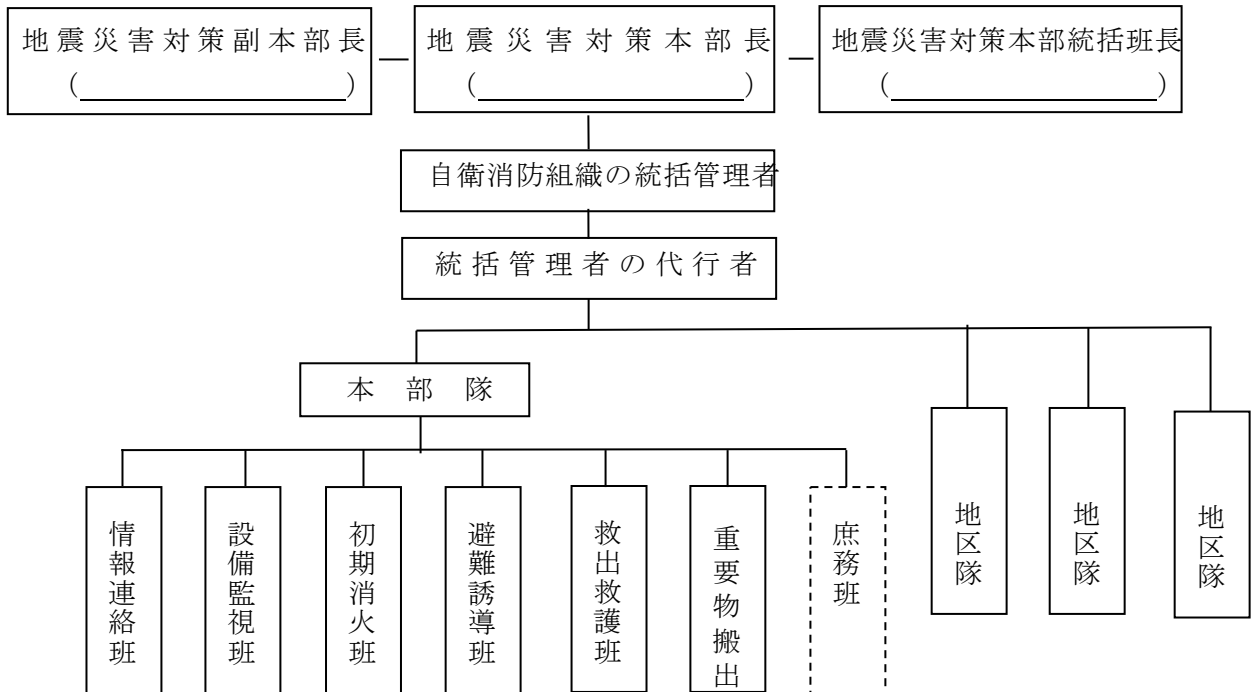 地震災害対策副本部長
(＿＿＿＿＿＿＿＿＿)
地震災害対策本部長
(＿＿＿＿＿＿＿＿＿)
地震災害対策本部統括班長
(＿＿＿＿＿＿＿＿＿)
自衛消防組織の統括管理者
統括管理者の代行者
本部隊
情報連絡班
設備監視班
初期消火班
避難誘導班
救出救護班
重要物搬出
庶務班
地区隊
地区隊
地区隊